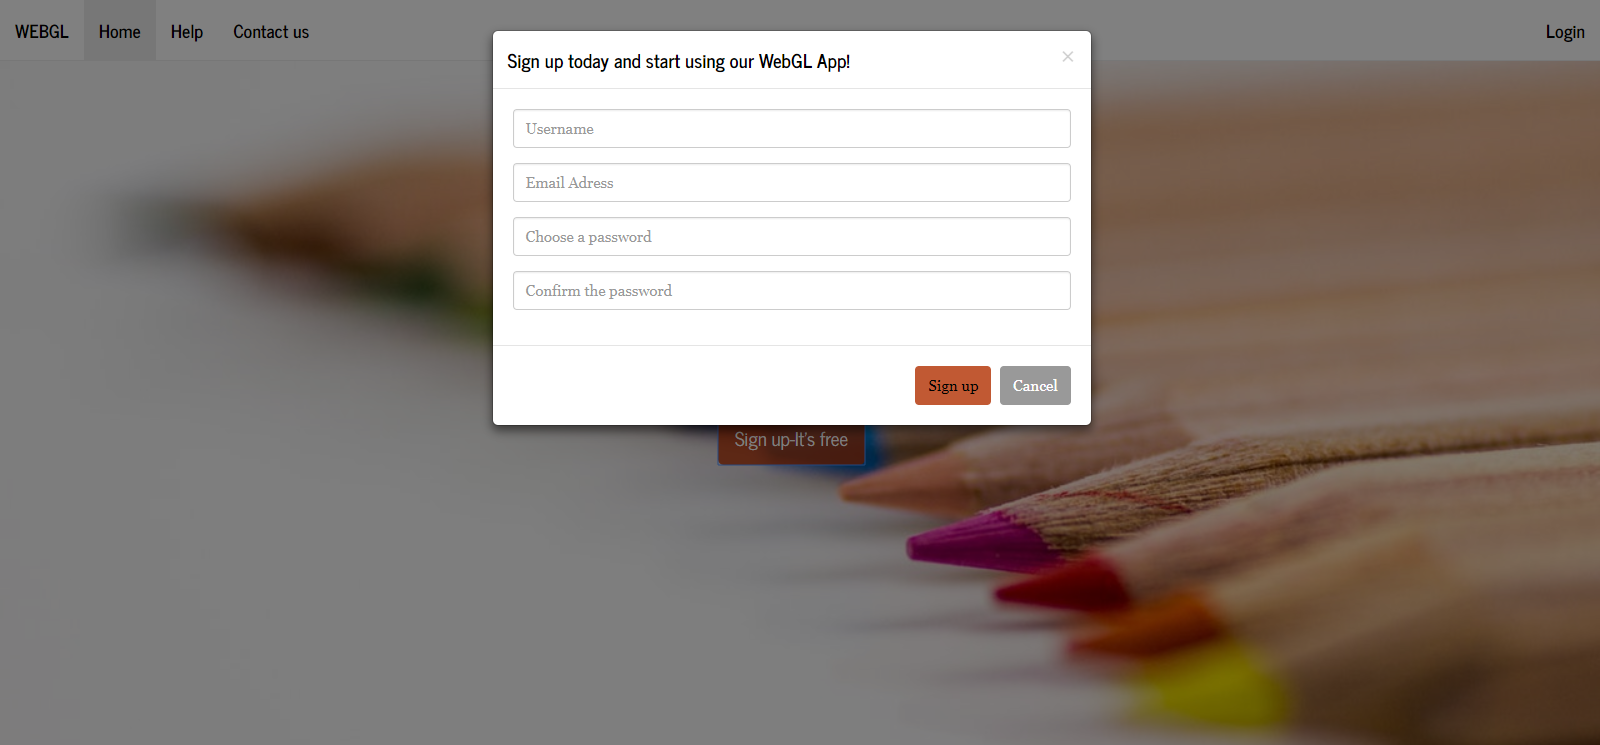 WEBGL Home Help Contact us Login
Sign up today and start using our WebGL App! ×
Username
Email Adress
Choose a password
Confirm the password
Sign up Cancel
Sign up-It's free